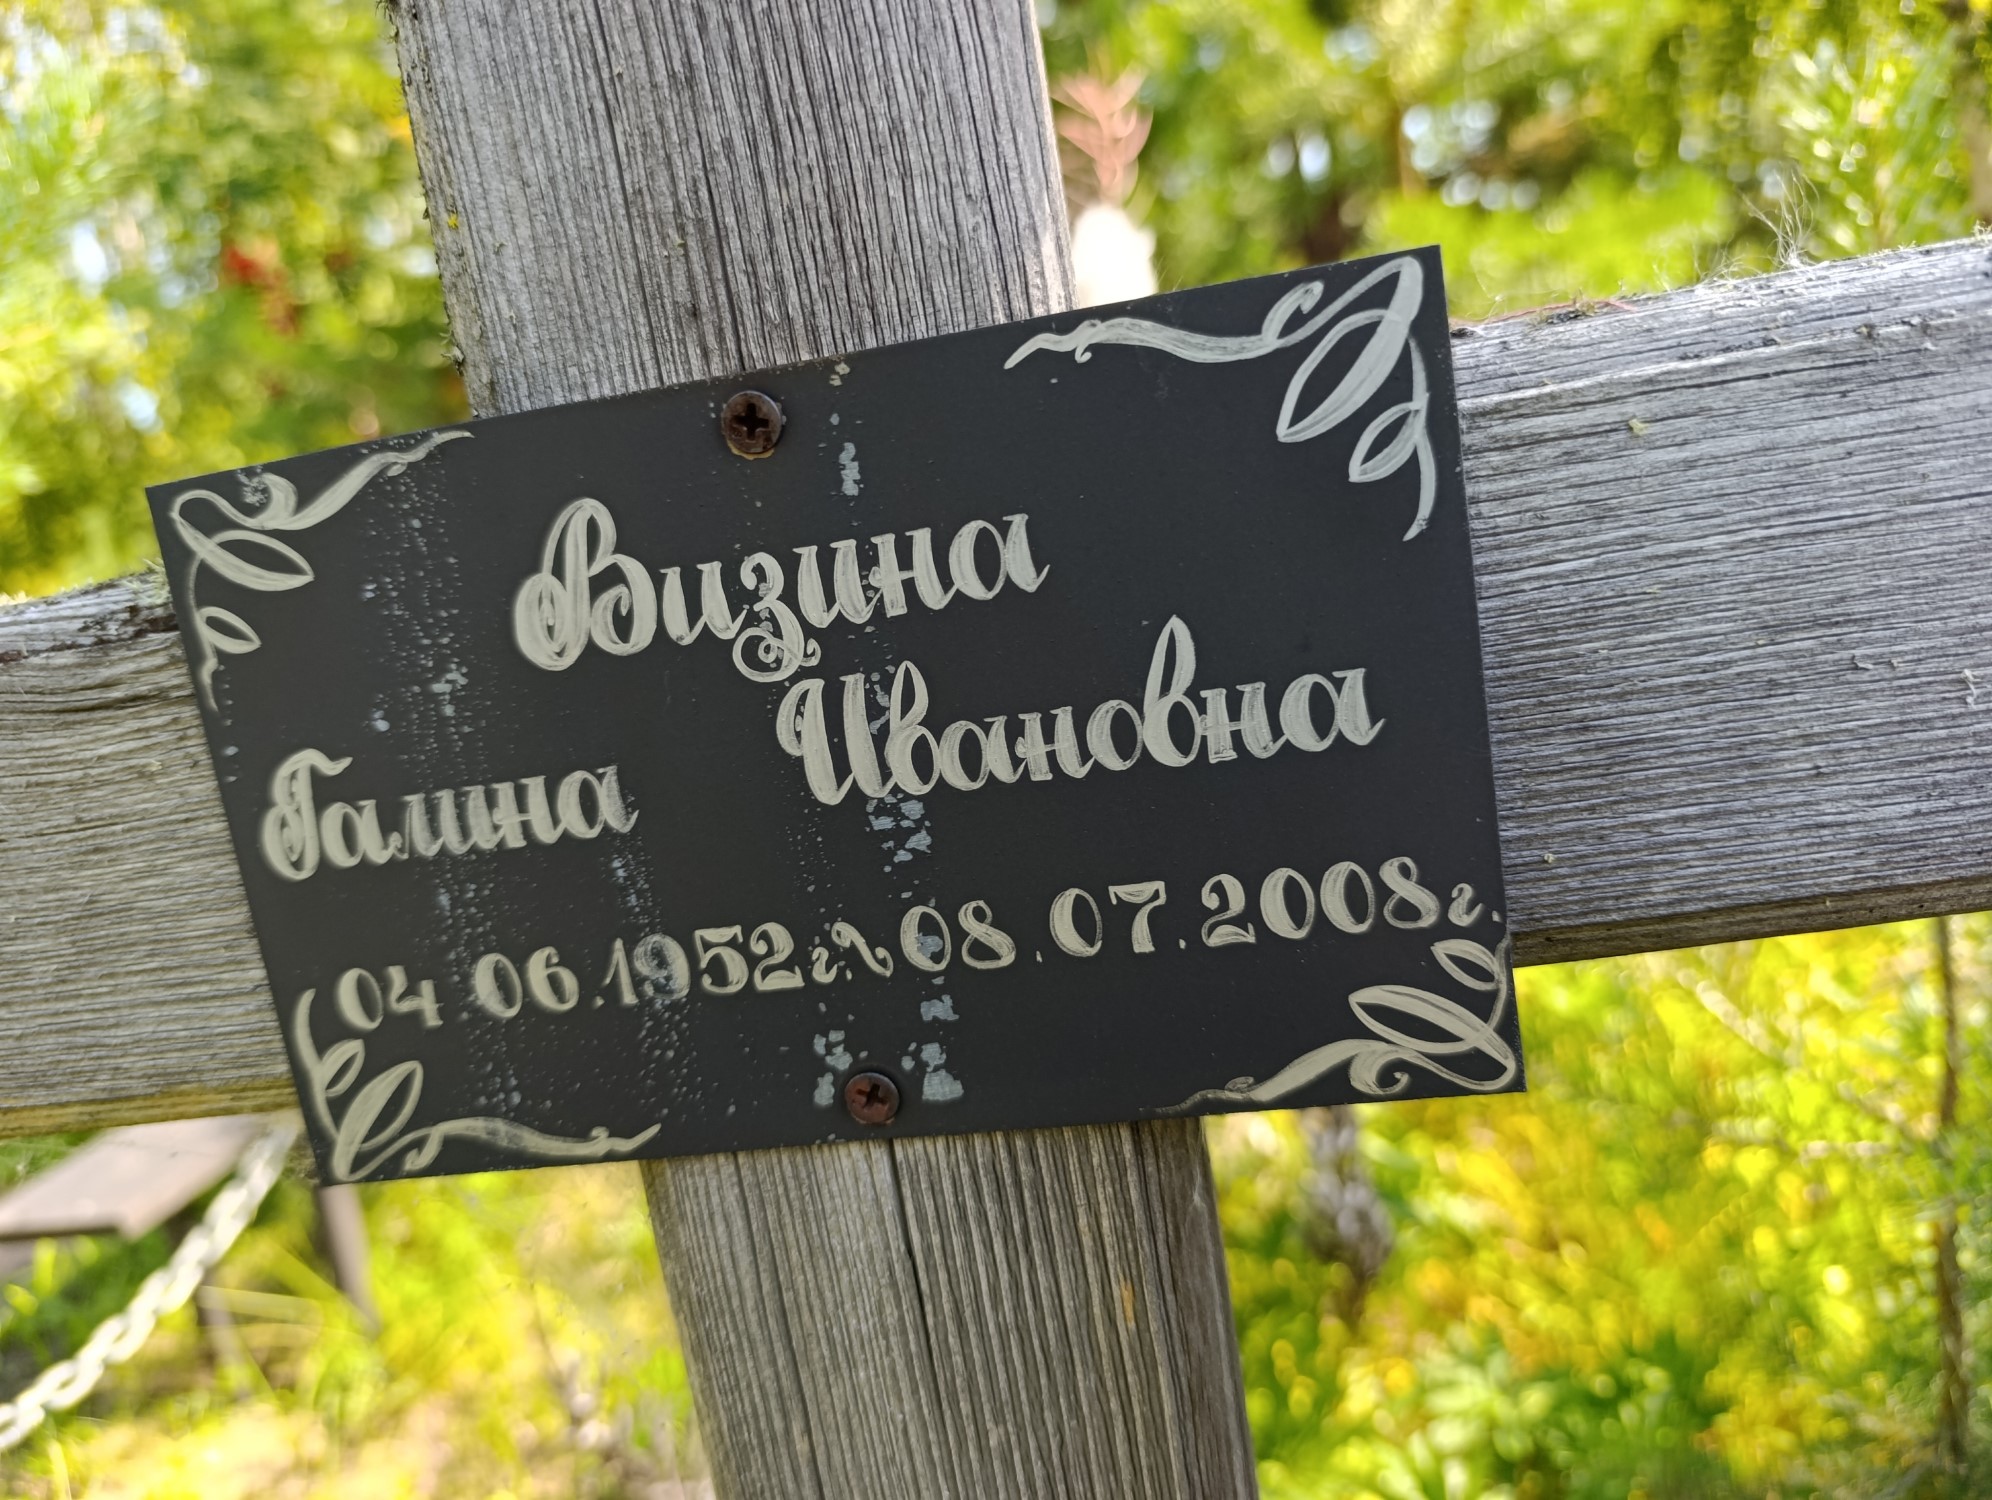 Визина
Галина Ивановна
04.06.1952г.~08.07.2008г.